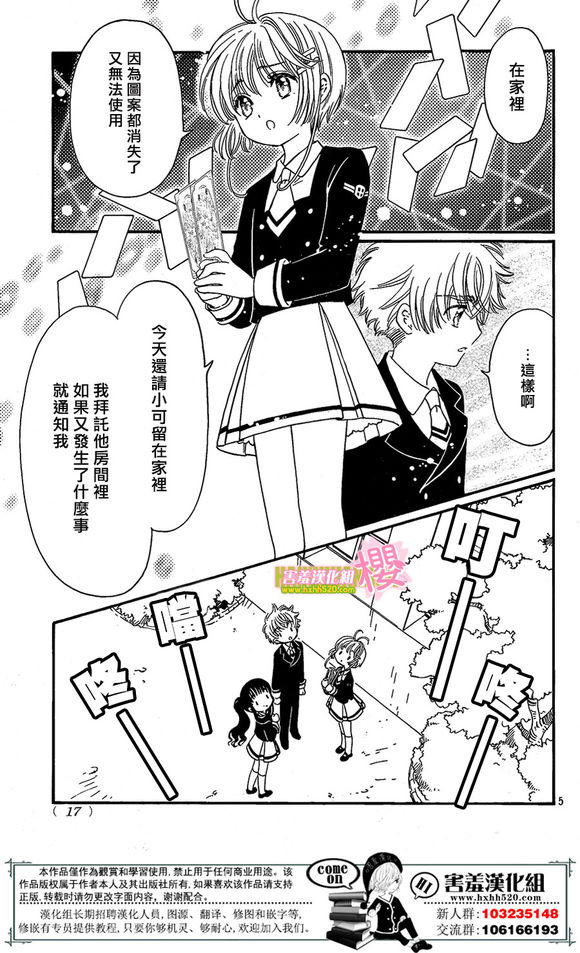 在家裡
因為圖案都消失了
又無法使用
…這樣啊
今天還請小可留在家裡
我拜託他房間裡
如果又發生了什麼事
就通知我
叮
咚
噹
咚
害羞漢化組
www.hxhh520.com
櫻
5
( 17 )
本作品僅作為觀賞和學習使用,禁止用于任何商业用途。该
作品版权属于作者本人及其出版社所有,如果喜欢该作品请支持
正版,转载时请勿更改字面内容,谢谢配合。
漢化组长期招聘漢化人員,图源、翻译、修图和嵌字等,
修嵌有专员提供教程,只要你够机灵、够耐心,欢迎加入我们。
come on
HI
害羞漢化組
www.hxhh520.com
新人群:103235148
交流群:106166193